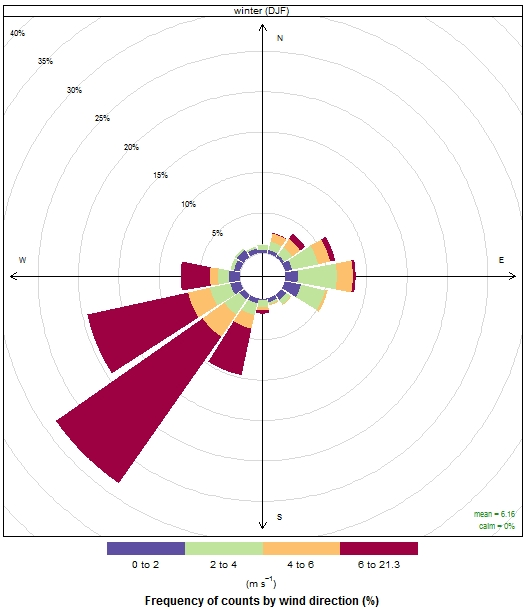 winter (DJF)
40%
N
35%
30%
25%
20%
15%
10%
5%
W
E
S
mean = 6.16
calm = 0%
0 to 2 2 to 4 4 to 6 6 to 21.3
(m s⁻¹)
Frequency of counts by wind direction (%)